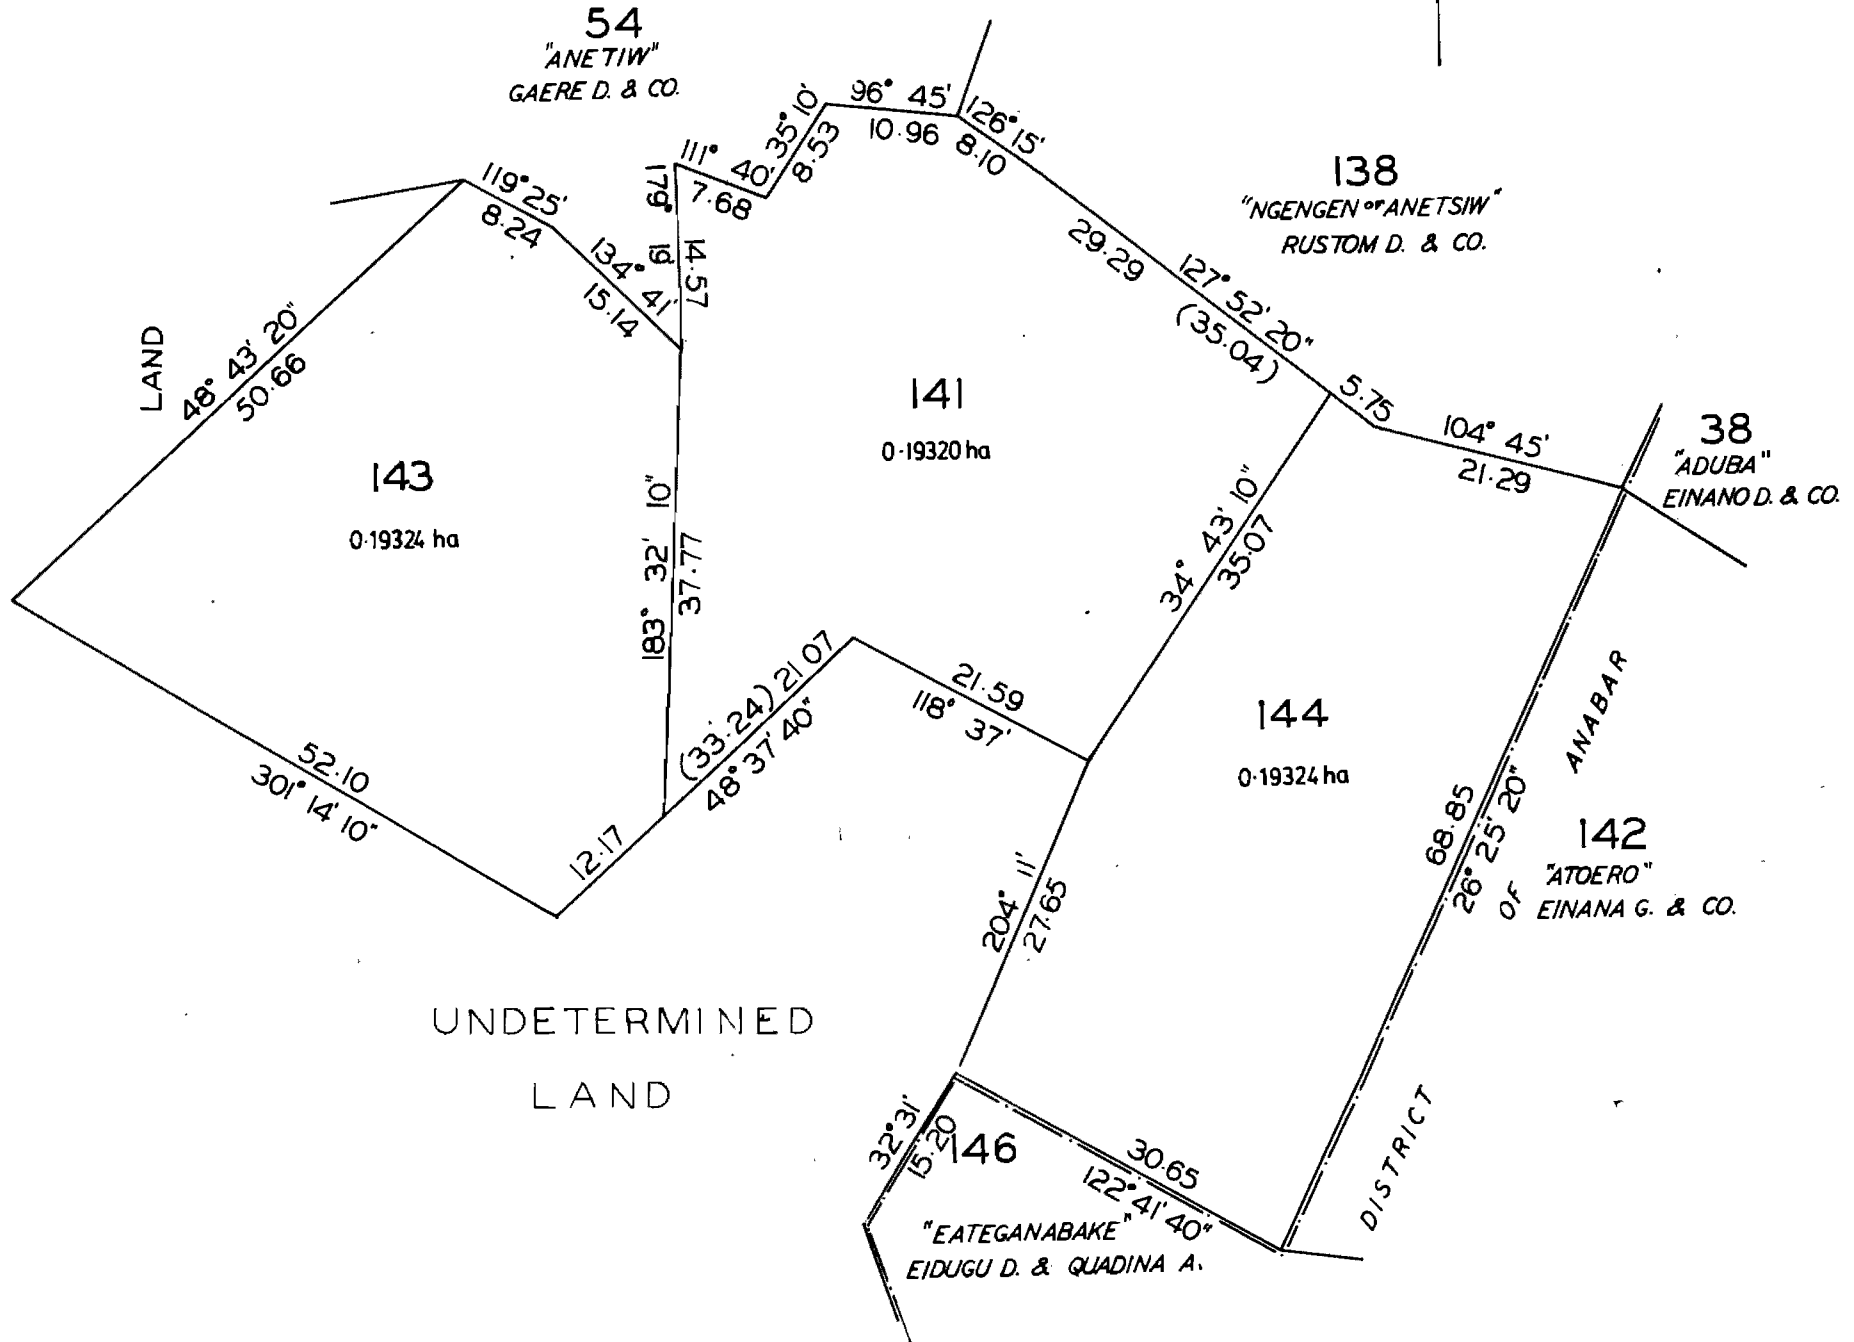 54
"ANETIW"
GAERE D. & CO.
96° 45'
10·96
126° 15'
8.10
35° 10'
8.53
111° 40'
7.68
179° 19'
14.57
119° 25'
8.24
134° 41'
15.14
138
"NGENGEN or ANETSIW"
RUSTOM D. & CO.
29.29
127° 52' 20"
(35.04)
5.75
104° 45'
21.29
38
"ADUBA"
EINANO D. & CO.
LAND
48° 43' 20"
50.66
143
0·19324 ha
141
0·19320 ha
183° 32' 10"
37.77
34° 43' 10"
35.07
(33.24) 21.07
48° 37' 40"
21.59
118° 37'
144
0·19324 ha
52.10
301° 14' 10"
12.17
204° 11'
27.65
68.85
26° 25' 20"
DISTRICT OF ANABAR
142
"ATOERO"
EINANA G. & CO.
UNDETERMINED
LAND
32° 31'
15.20
146
30.65
122° 41' 40"
"EATEGANABAKE"
EIDUGU D. & QUADINA A.